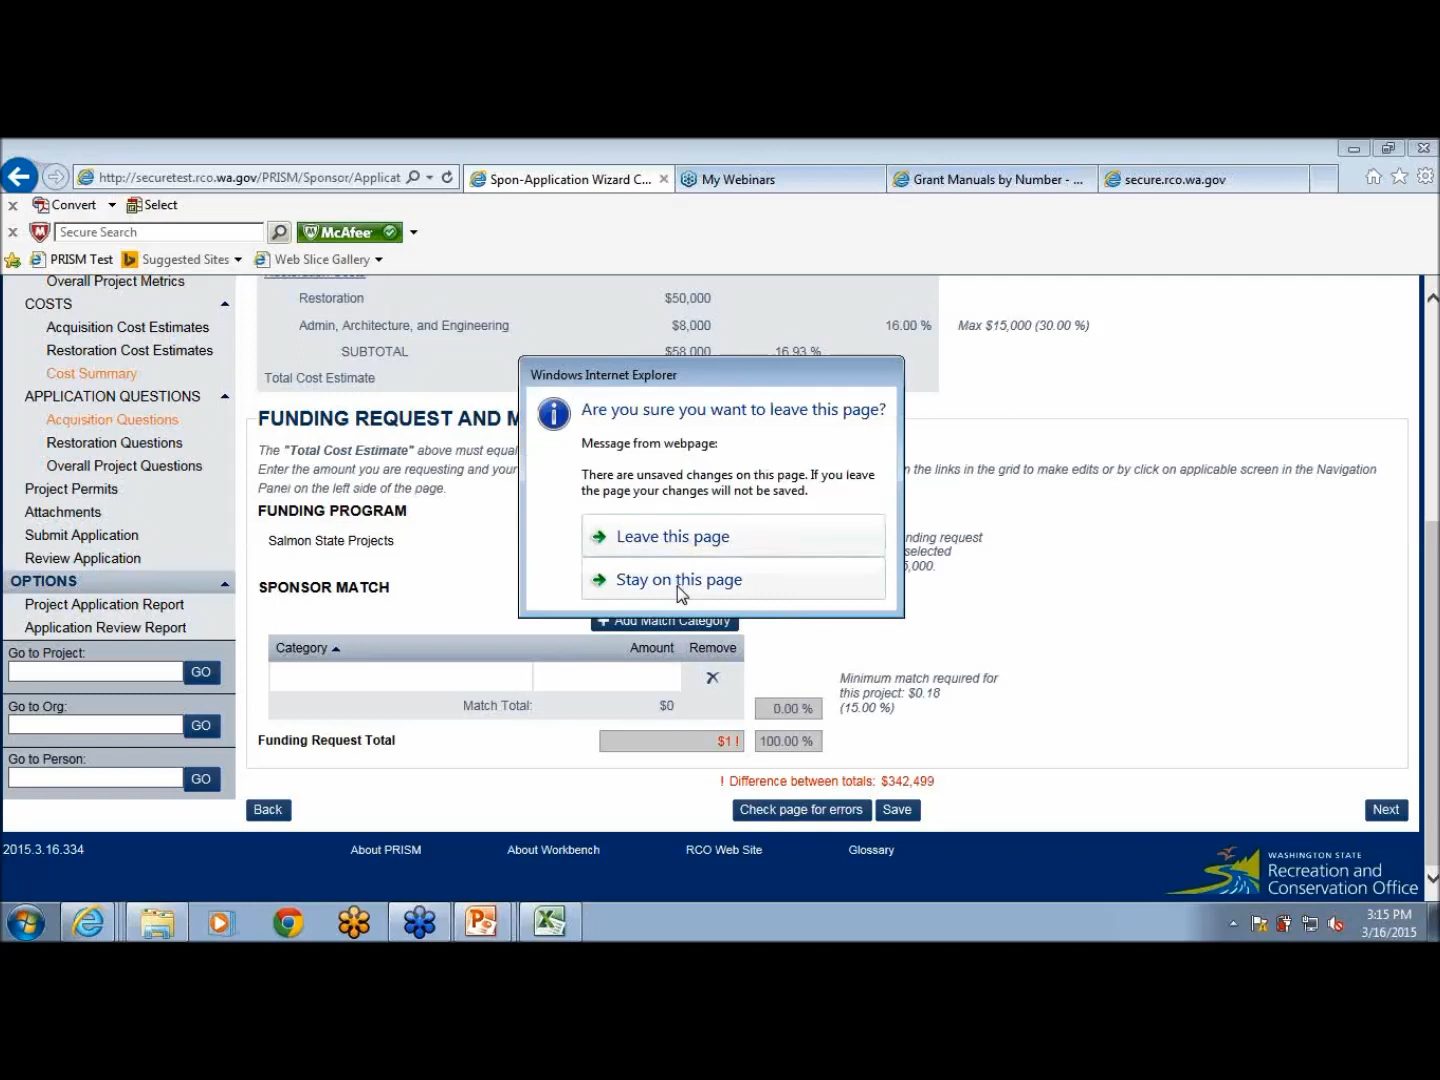 http://securetest.rco.wa.gov/PRISM/Sponsor/Applicat
Spon-Application Wizard C...
My Webinars
Grant Manuals by Number - ...
secure.rco.wa.gov
Convert
Select
Secure Search
McAfee
PRISM Test
Suggested Sites
Web Slice Gallery
Overall Project Metrics
COSTS
Acquisition Cost Estimates
Restoration Cost Estimates
Cost Summary
APPLICATION QUESTIONS
Acquisition Questions
Restoration Questions
Overall Project Questions
Project Permits
Attachments
Submit Application
Review Application
OPTIONS
Project Application Report
Application Review Report
Go to Project:
GO
Go to Org:
GO
Go to Person:
GO
Restoration $50,000
Admin, Architecture, and Engineering $8,000 16.00 % Max $15,000 (30.00 %)
SUBTOTAL $58,000 16.93 %
Total Cost Estimate
FUNDING REQUEST AND M
The "Total Cost Estimate" above must equal
Enter the amount you are requesting and your n the links in the grid to make edits or by click on applicable screen in the Navigation
Panel on the left side of the page.
FUNDING PROGRAM
Salmon State Projects
nding request
selected
5,000.
SPONSOR MATCH
Windows Internet Explorer
Are you sure you want to leave this page?
Message from webpage:
There are unsaved changes on this page. If you leave
the page your changes will not be saved.
Leave this page
Stay on this page
+ Add Match Category
Category Amount Remove
Match Total: $0 0.00 %
Minimum match required for
this project: $0.18
(15.00 %)
Funding Request Total $1 ! 100.00 %
! Difference between totals: $342,499
Back Check page for errors Save Next
2015.3.16.334 About PRISM About Workbench RCO Web Site Glossary
WASHINGTON STATE
Recreation and
Conservation Office
3:15 PM
3/16/2015